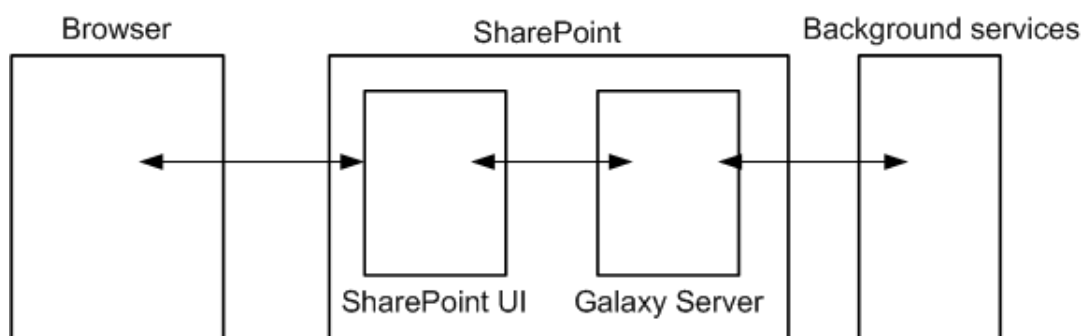 Browser
SharePoint
Background services
SharePoint UI
Galaxy Server